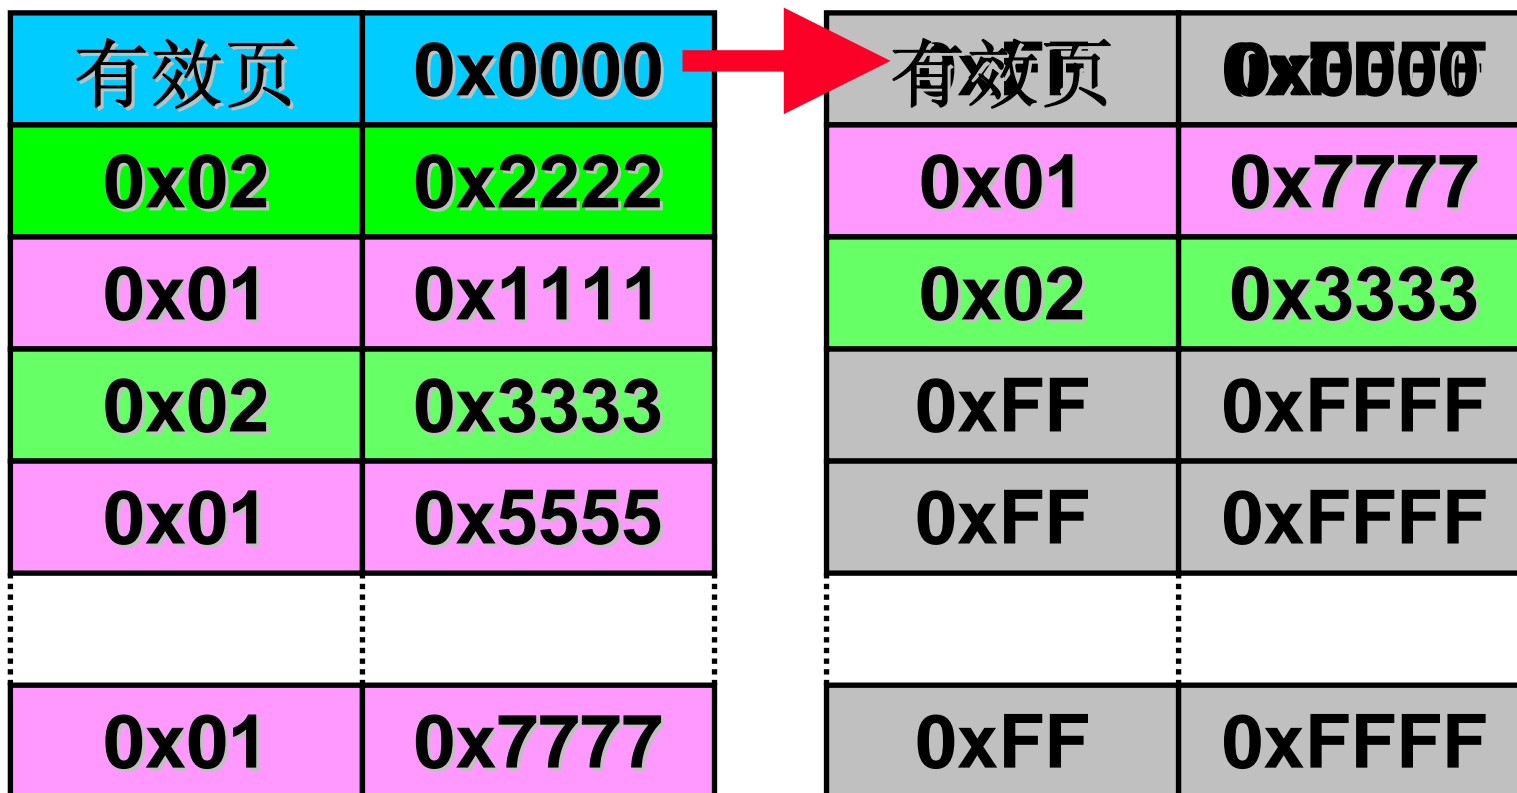 有效页 0x0000 有效页 0x0000
0x02 0x2222 0x01 0x7777
0x01 0x1111 0x02 0x3333
0x02 0x3333 0xFF 0xFFFF
0x01 0x5555 0xFF 0xFFFF
0x01 0x7777 0xFF 0xFFFF